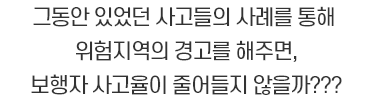 그동안 있었던 사고들의 사례를 통해
위험지역의 경고를 해주면,
보행자 사고율이 줄어들지 않을까???